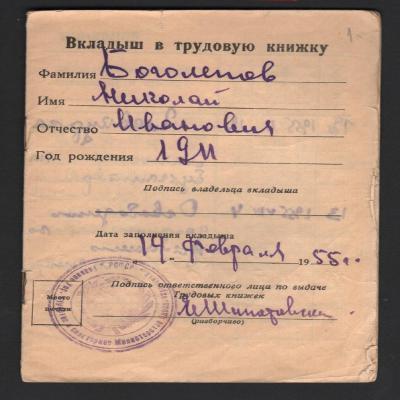 1.
Вкладыш в трудовую книжку
Фамилия Боголепов
Имя Николай
Отчество Иванович
Год рождения 1911
Подпись владельца вкладыша
Дата заполнения вкладыша
"14" февраля 1955 г.
Подпись ответственного лица по выдаче
Трудовых книжек
Место
печати
(разборчиво)